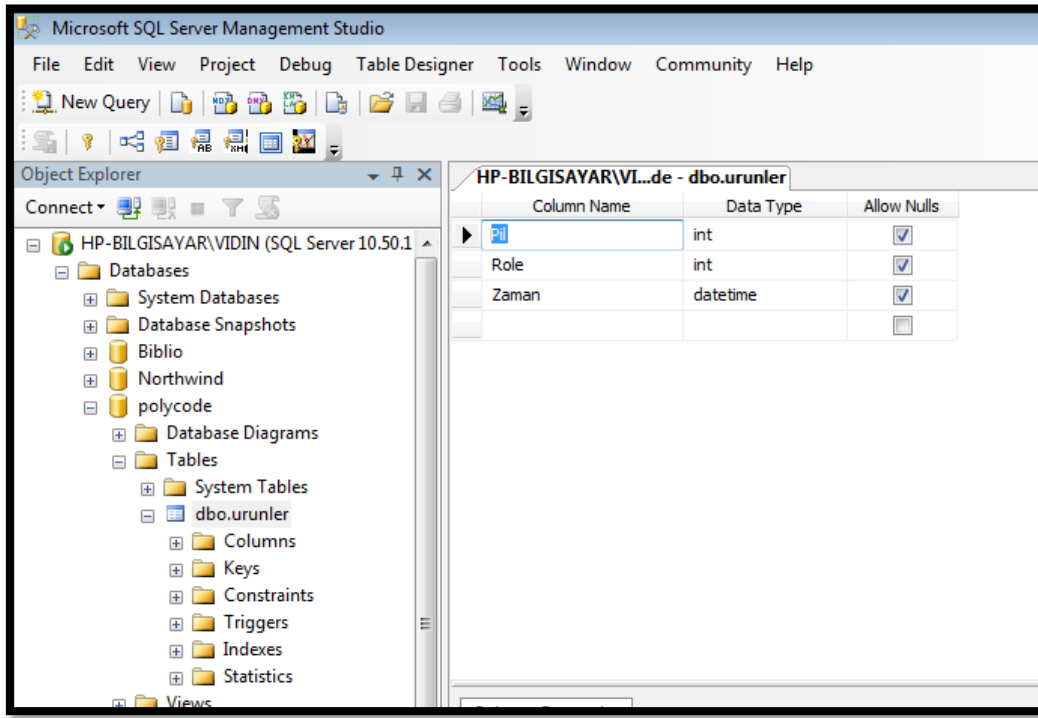 Microsoft SQL Server Management Studio
File Edit View Project Debug Table Designer Tools Window Community Help
New Query
Object Explorer
Connect
HP-BILGISAYAR\VIDIN (SQL Server 10.50.1
Databases
System Databases
Database Snapshots
Biblio
Northwind
polycode
Database Diagrams
Tables
System Tables
dbo.urunler
Columns
Keys
Constraints
Triggers
Indexes
Statistics
Views
HP-BILGISAYAR\VI...de - dbo.urunler
Column Name Data Type Allow Nulls
Pil int
Role int
Zaman datetime